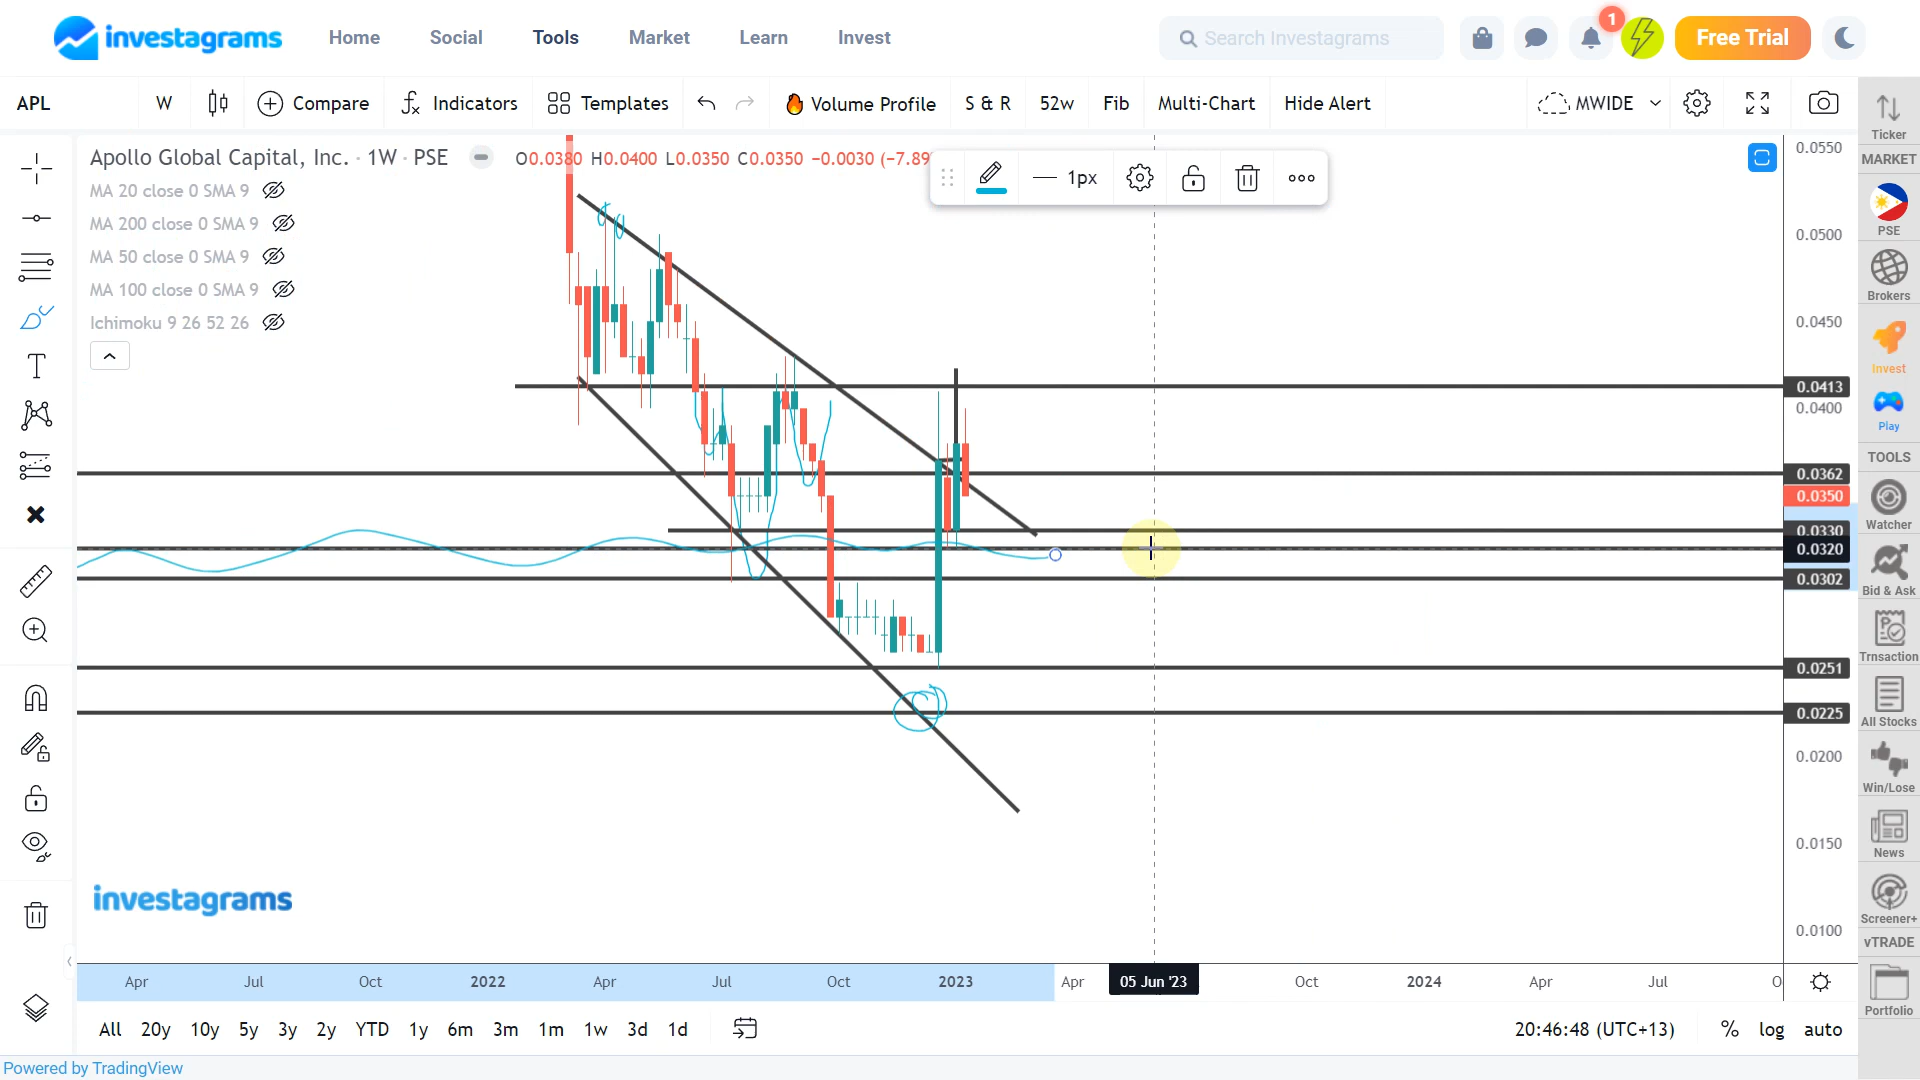 investagrams Home Social Tools Market Learn Invest Search Investagrams 1 Free Trial
APL W Compare Indicators Templates Volume Profile S & R 52w Fib Multi-Chart Hide Alert MWIDE
Apollo Global Capital, Inc. · 1W · PSE O0.0380 H0.0400 L0.0350 C0.0350 −0.0030 (−7.89
1px
MA 20 close 0 SMA 9
MA 200 close 0 SMA 9
MA 50 close 0 SMA 9
MA 100 close 0 SMA 9
Ichimoku 9 26 52 26
0.0550
0.0500
0.0450
0.0413
0.0400
0.0362
0.0350
0.0330
0.0320
0.0302
0.0251
0.0225
0.0200
0.0150
0.0100
investagrams
Apr Jul Oct 2022 Apr Jul Oct 2023 Apr 05 Jun '23 Oct 2024 Apr Jul O
All 20y 10y 5y 3y 2y YTD 1y 6m 3m 1m 1w 3d 1d 20:46:48 (UTC+13) % log auto
Powered by TradingView
Ticker
MARKET
PSE
Brokers
Invest
Play
TOOLS
Watcher
Bid & Ask
Trnsaction
All Stocks
Win/Lose
News
Screener+
vTRADE
Portfolio